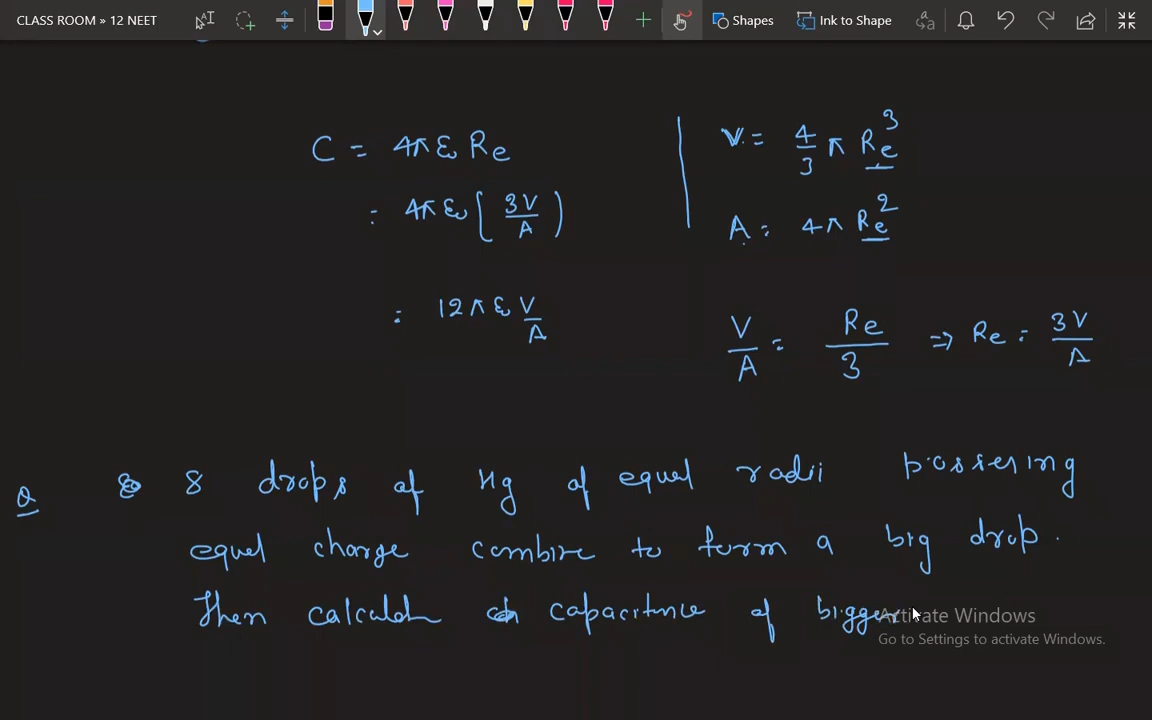 CLASS ROOM » 12 NEET
Shapes
Ink to Shape
C = 4π ε₀ Re
= 4π ε₀ [ 3V/A )
= 12π ε₀ V/A
V = 4/3 π Re³
A = 4π Re²
V/A = Re/3 ⇒ Re = 3V/A
Q 8 drops of Hg of equal radii possering
equal charge combine to form a big drop.
Then calculate capacitance of bigger
Activate Windows
Go to Settings to activate Windows.